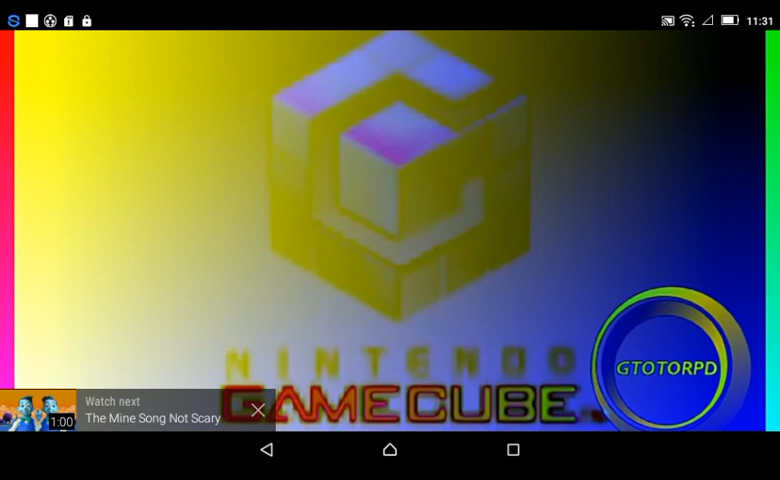 11:31
NINTENDO
GAMECUBE
GTOTORPD
Watch next
The Mine Song Not Scary
1:00